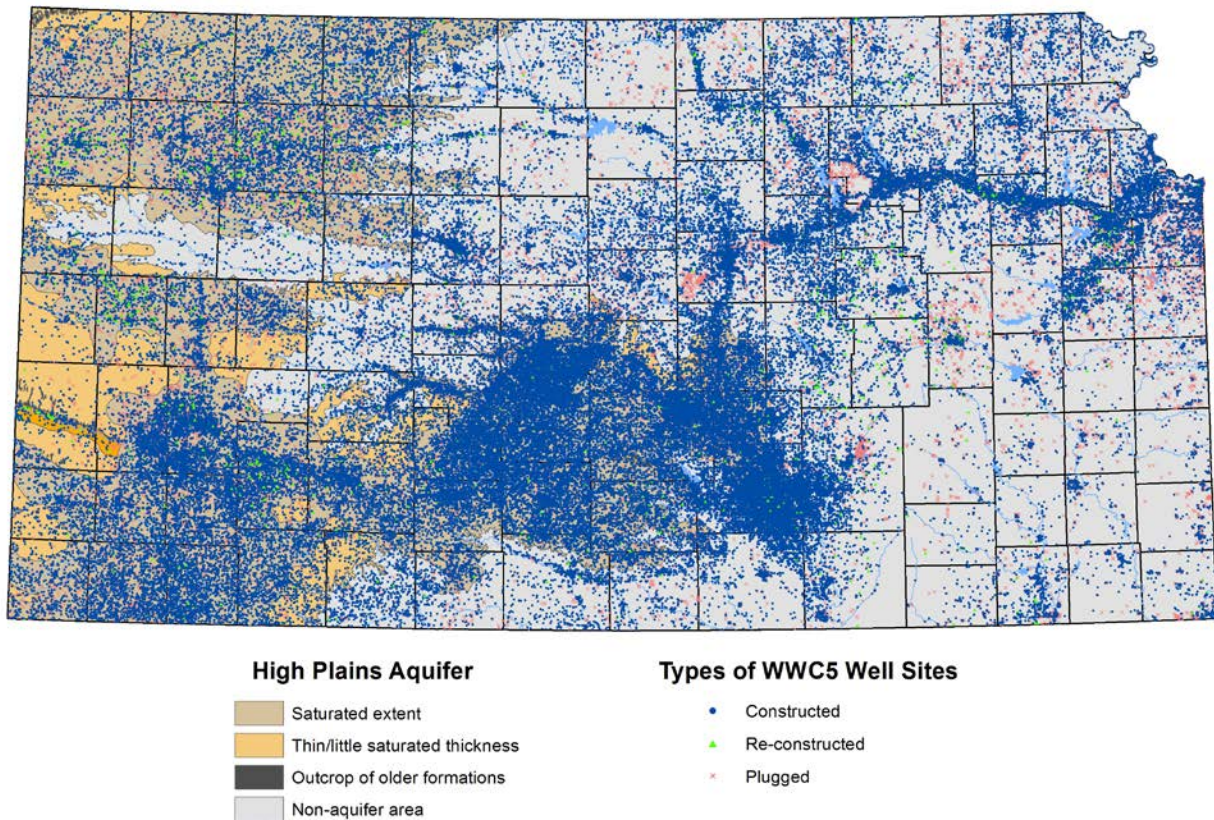 High Plains Aquifer
Saturated extent
Thin/little saturated thickness
Outcrop of older formations
Non-aquifer area
Types of WWC5 Well Sites
Constructed
Re-constructed
Plugged